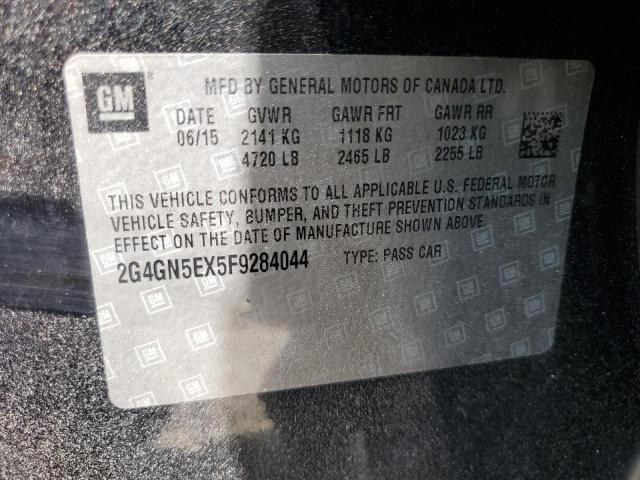 GM
MFD BY GENERAL MOTORS OF CANADA LTD.
DATE GVWR GAWR FRT GAWR RR
06/15 2141 KG 1118 KG 1023 KG
4720 LB 2465 LB 2255 LB
THIS VEHICLE CONFORMS TO ALL APPLICABLE U.S. FEDERAL MOTOR
VEHICLE SAFETY, BUMPER, AND THEFT PREVENTION STANDARDS IN
EFFECT ON THE DATE OF MANUFACTURE SHOWN ABOVE.
2G4GN5EX5F9284044 TYPE: PASS CAR